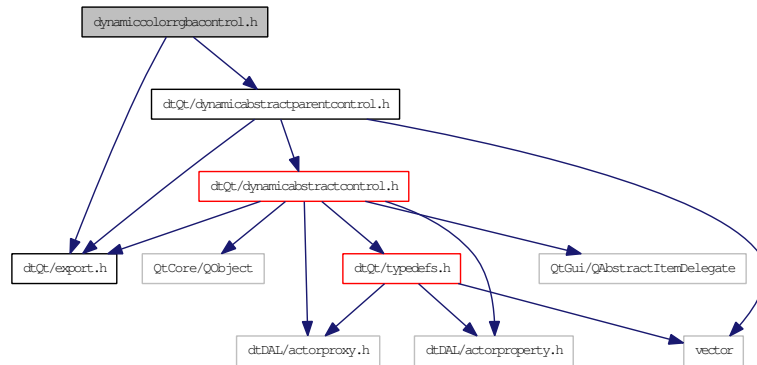 dynamiccolorrgbacontrol.h
dtQt/dynamicabstractparentcontrol.h
dtQt/dynamicabstractcontrol.h
dtQt/export.h
QtCore/QObject
dtQt/typedefs.h
QtGui/QAbstractItemDelegate
dtDAL/actorproxy.h
dtDAL/actorproperty.h
vector